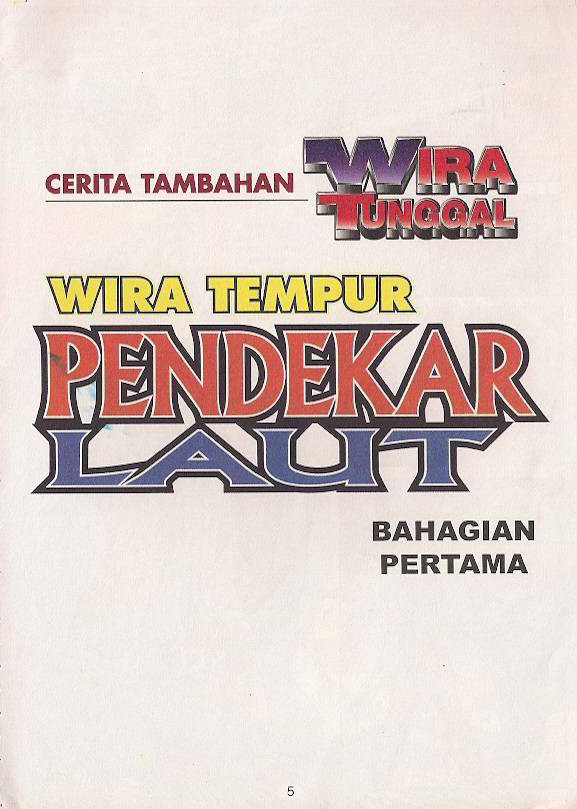 CERITA TAMBAHAN
WIRA
TUNGGAL
WIRA TEMPUR
PENDEKAR
LAUT
BAHAGIAN
PERTAMA
5